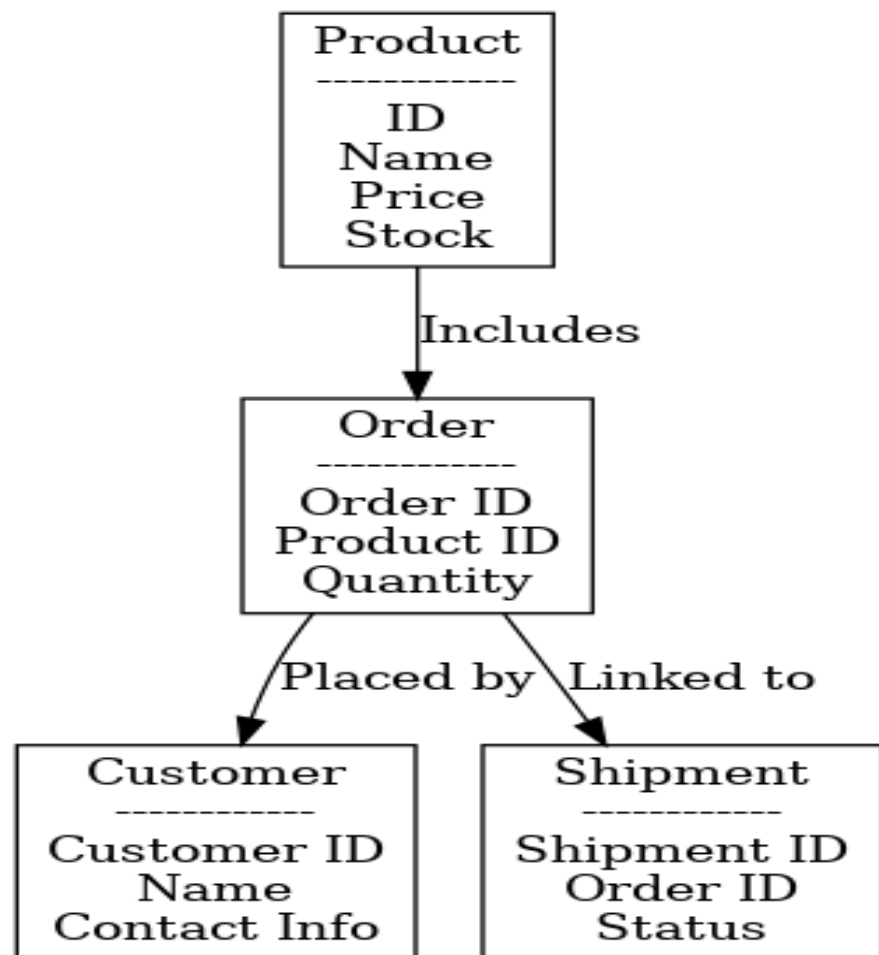 Product
------------
ID
Name
Price
Stock
Includes
Order
------------
Order ID
Product ID
Quantity
Placed by
Linked to
Customer
------------
Customer ID
Name
Contact Info
Shipment
------------
Shipment ID
Order ID
Status